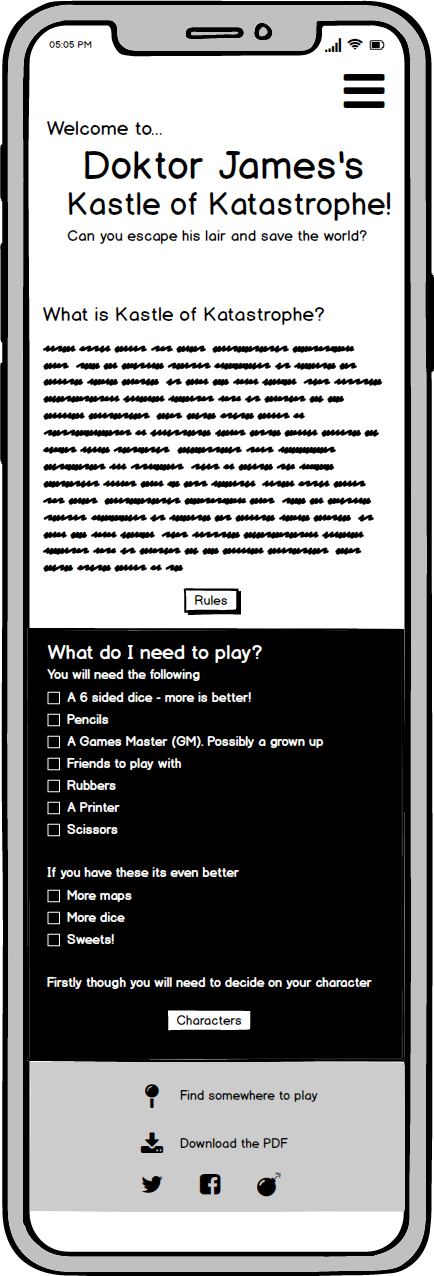 05:05 PM
Welcome to...
Doktor James's
Kastle of Katastrophe!
Can you escape his lair and save the world?
What is Kastle of Katastrophe?
Rules
What do I need to play?
You will need the following
A 6 sided dice - more is better!
Pencils
A Games Master (GM). Possibly a grown up
Friends to play with
Rubbers
A Printer
Scissors
If you have these its even better
More maps
More dice
Sweets!
Firstly though you will need to decide on your character
Characters
Find somewhere to play
Download the PDF